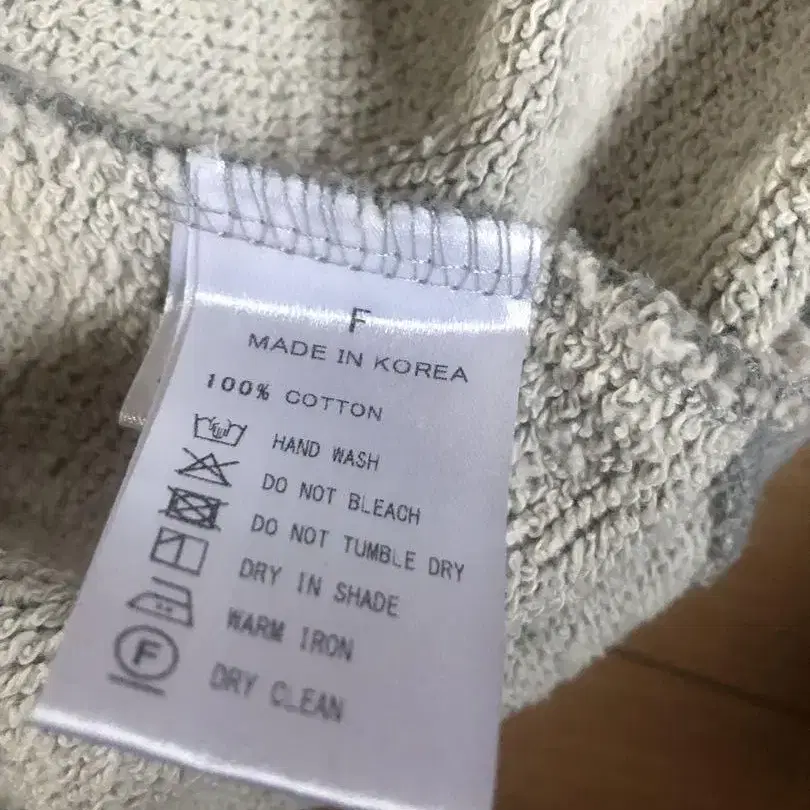 F
MADE IN KOREA
100% COTTON
HAND WASH
DO NOT BLEACH
DO NOT TUMBLE DRY
DRY IN SHADE
WARM IRON
F DRY CLEAN